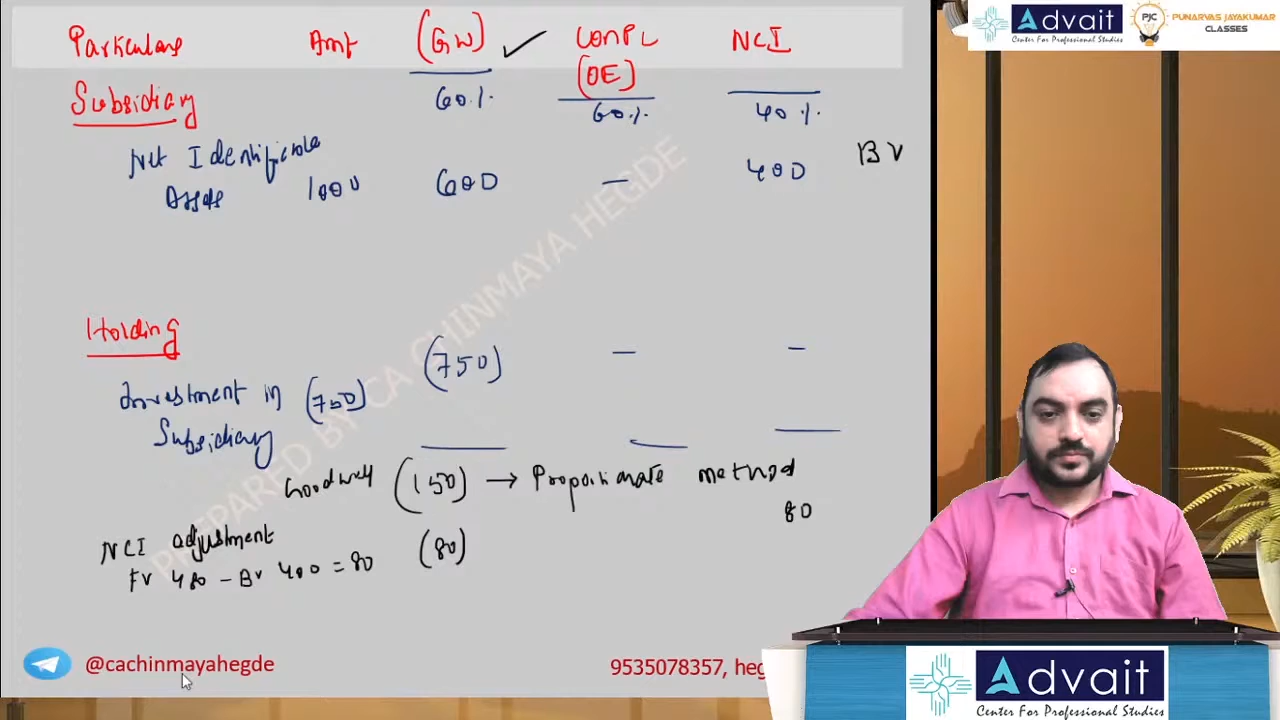 Particulars Amt (GW) ✓ CONPL NCI
(OE)
Subsidiary 60% 60% 40%
Net Identifiable
Assets 1000 600 — 400 BV
Holding
Investment in (750) (750) — —
Subsidiary
Goodwill (150) → Proportionate method
80
NCI adjustment (80)
FV 480 - BV 400 = 80
PREPARED BY CA CHINMAYA HEGDE
@cachinmayahegde 9535078357, heg
Advait
Center For Professional Studies
PJC PUNARVAS JAYAKUMAR
CLASSES
Advait
Center For Professional Studies